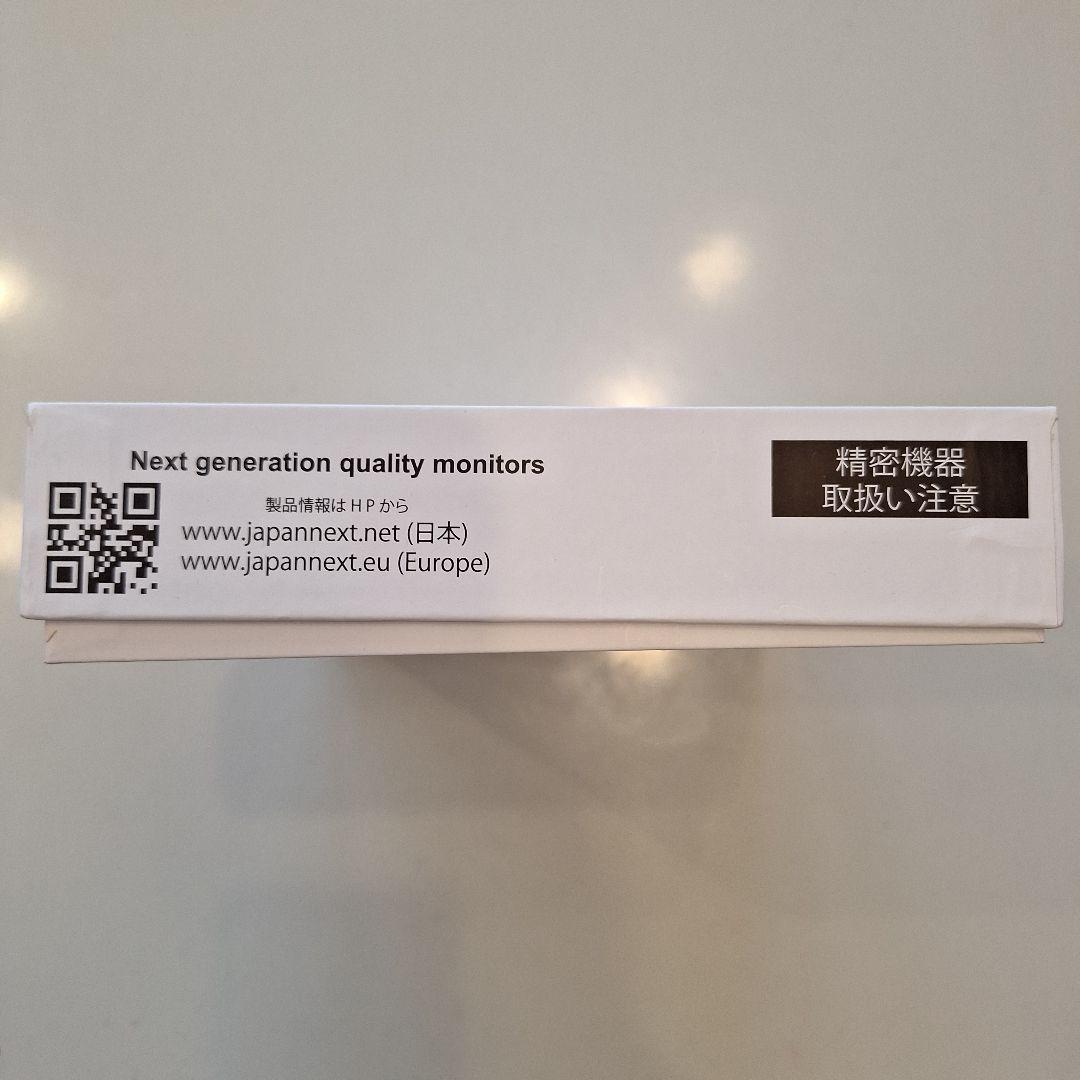 Next generation quality monitors
製品情報はＨＰから
www.japannext.net (日本)
www.japannext.eu (Europe)
精密機器
取扱い注意